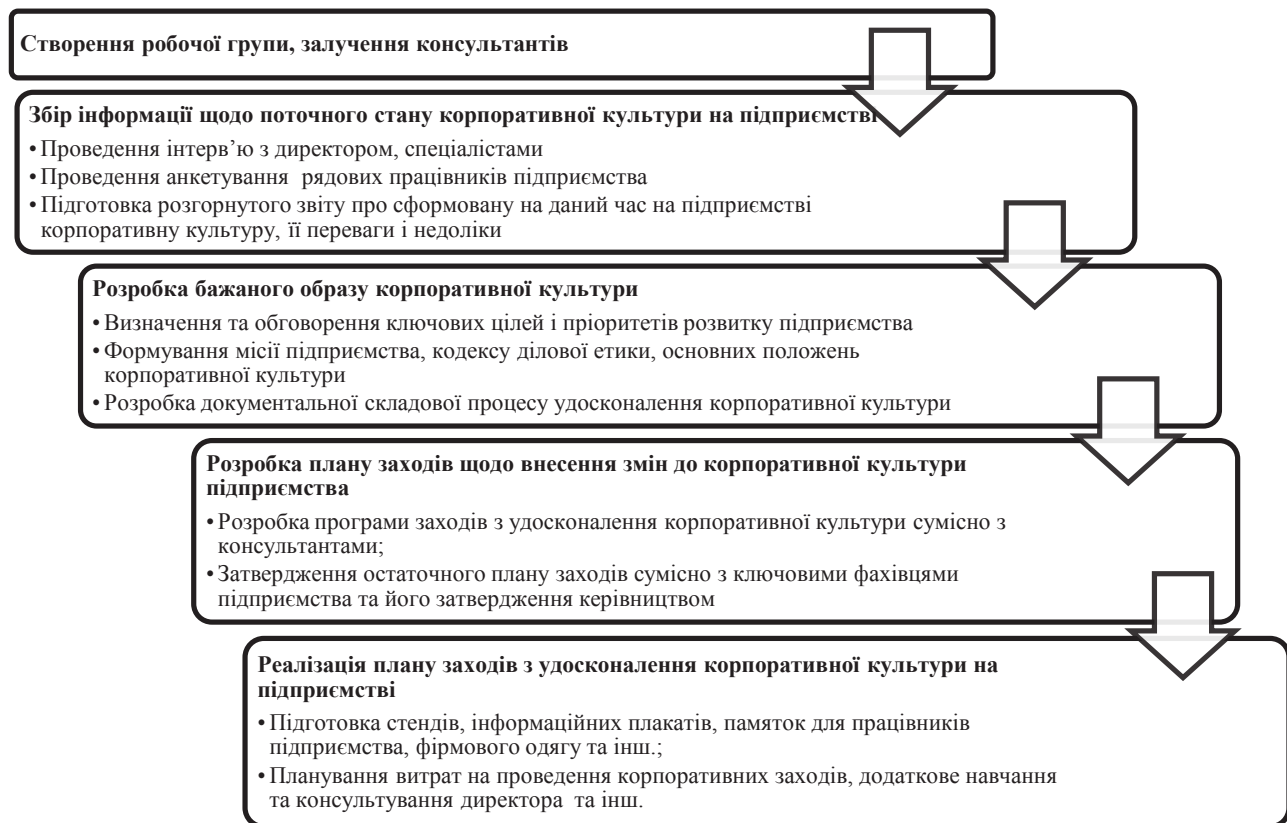 Створення робочої групи, залучення консультантів
Збір інформації щодо поточного стану корпоративної культури на підприємстві
• Проведення інтерв’ю з директором, спеціалістами
• Проведення анкетування рядових працівників підприємства
• Підготовка розгорнутого звіту про сформовану на даний час на підприємстві
корпоративну культуру, її переваги і недоліки
Розробка бажаного образу корпоративної культури
• Визначення та обговорення ключових цілей і пріоритетів розвитку підприємства
• Формування місії підприємства, кодексу ділової етики, основних положень
корпоративної культури
• Розробка документальної складової процесу удосконалення корпоративної культури
Розробка плану заходів щодо внесення змін до корпоративної культури
підприємства
• Розробка програми заходів з удосконалення корпоративної культури сумісно з
консультантами;
• Затвердження остаточного плану заходів сумісно з ключовими фахівцями
підприємства та його затвердження керівництвом
Реалізація плану заходів з удосконалення корпоративної культури на
підприємстві
• Підготовка стендів, інформаційних плакатів, памяток для працівників
підприємства, фірмового одягу та інш.;
• Планування витрат на проведення корпоративних заходів, додаткове навчання
та консультування директора та інш.